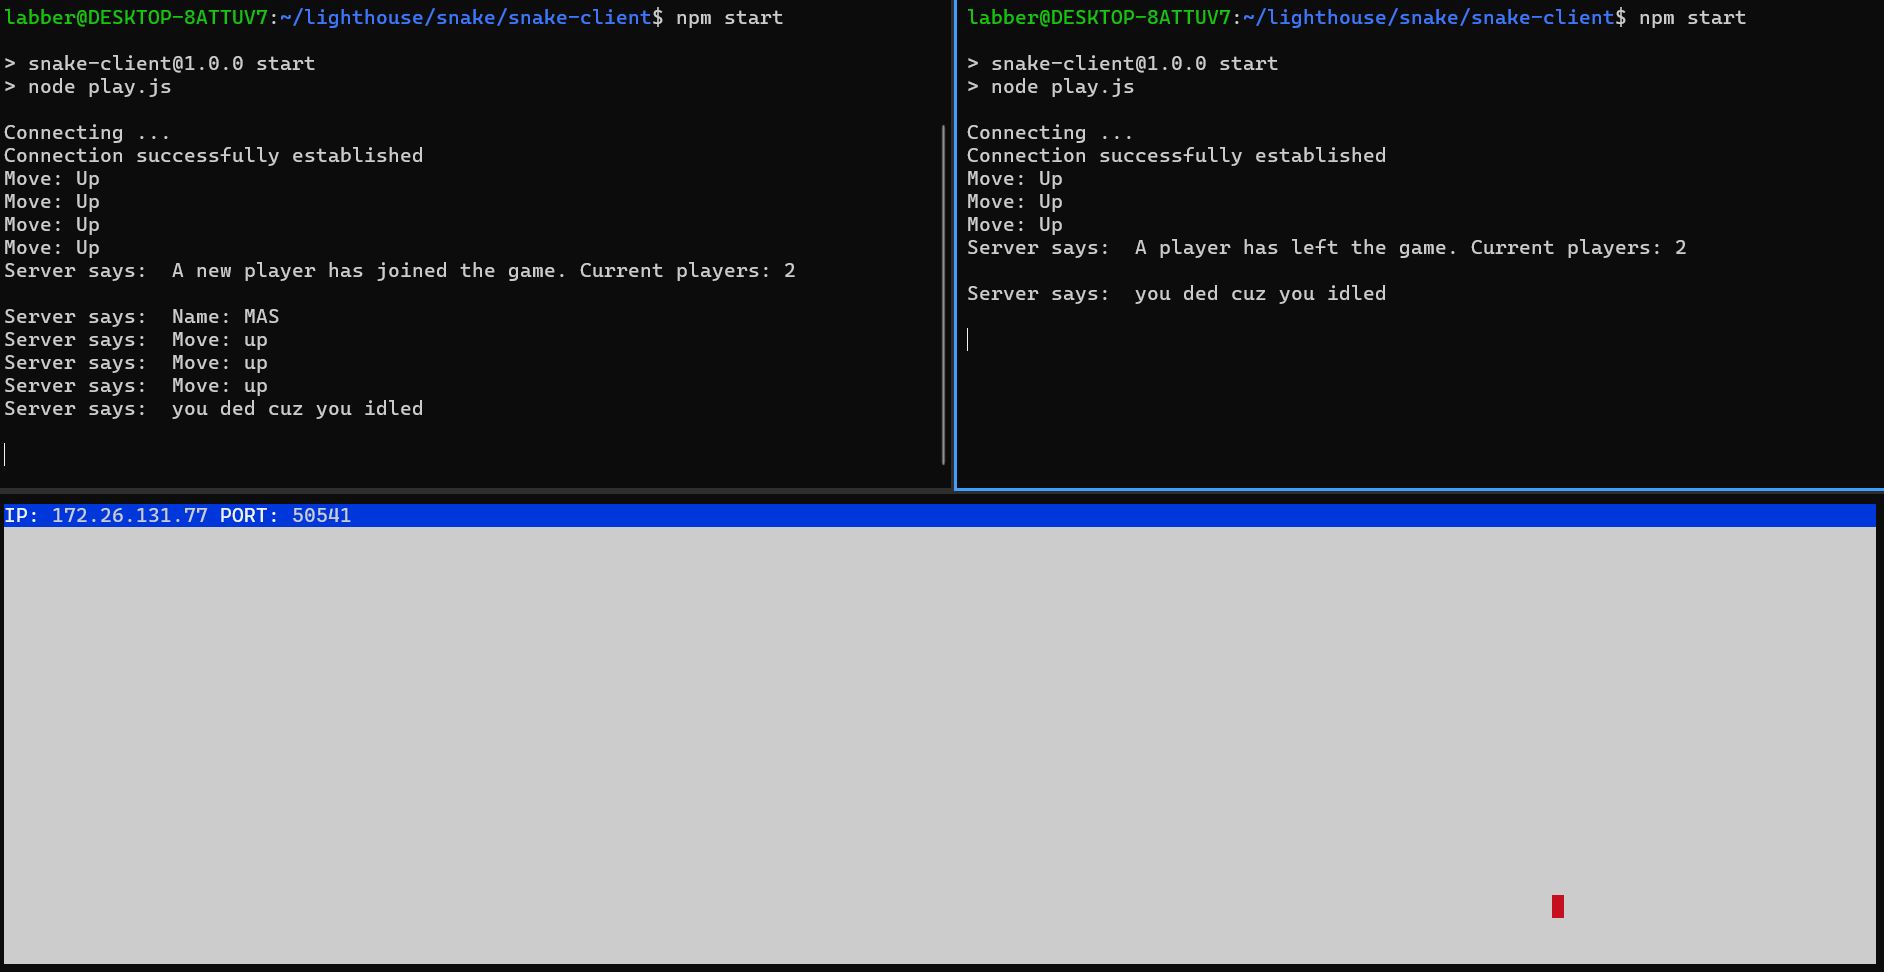 labber@DESKTOP-8ATTUV7:~/lighthouse/snake/snake-client$ npm start
> snake-client@1.0.0 start
> node play.js
Connecting ...
Connection successfully established
Move: Up
Move: Up
Move: Up
Move: Up
Server says:  A new player has joined the game. Current players: 2
Server says:  Name: MAS
Server says:  Move: up
Server says:  Move: up
Server says:  Move: up
Server says:  you ded cuz you idled
labber@DESKTOP-8ATTUV7:~/lighthouse/snake/snake-client$ npm start
> snake-client@1.0.0 start
> node play.js
Connecting ...
Connection successfully established
Move: Up
Move: Up
Move: Up
Server says:  A player has left the game. Current players: 2
Server says:  you ded cuz you idled
IP: 172.26.131.77 PORT: 50541